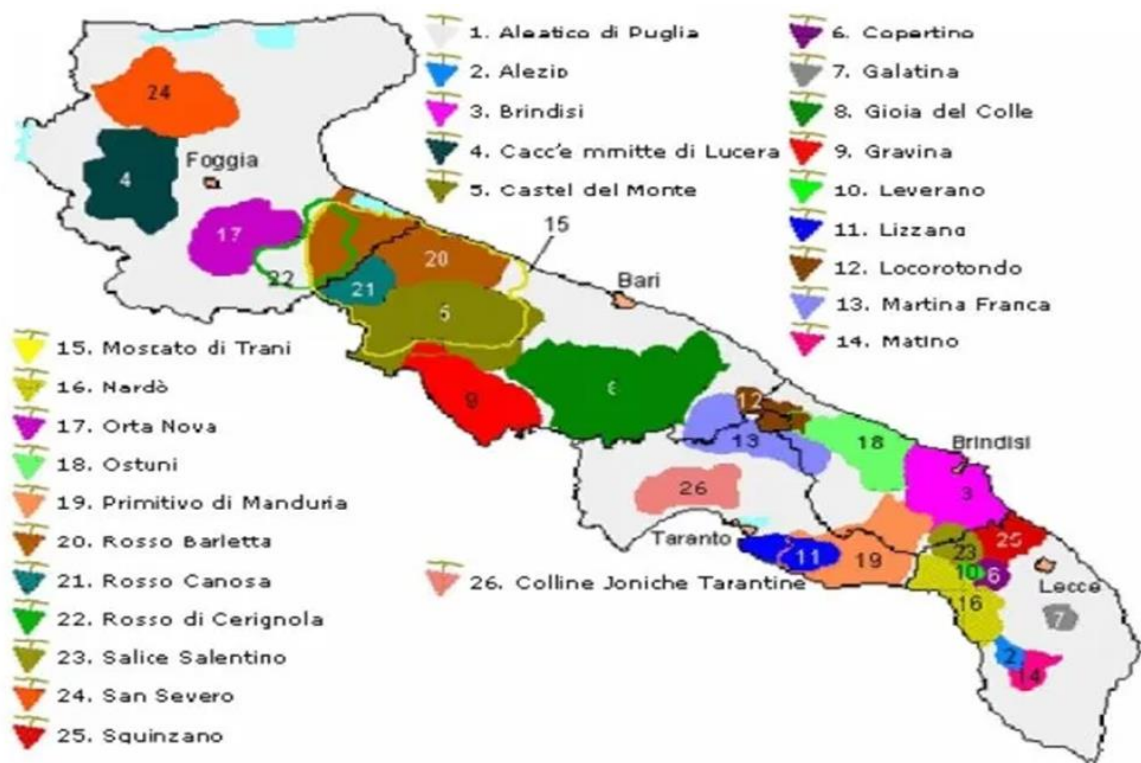 1. Aleatico di Puglia
2. Alezio
3. Brindisi
4. Cacc'e mmitte di Lucera
5. Castel del Monte
6. Copertino
7. Galatina
8. Gioia del Colle
9. Gravina
10. Leverano
11. Lizzano
12. Locorotondo
13. Martina Franca
14. Matino
15. Moscato di Trani
16. Nardò
17. Orta Nova
18. Ostuni
19. Primitivo di Manduria
20. Rosso Barletta
21. Rosso Canosa
22. Rosso di Cerignola
23. Salice Salentino
24. San Severo
25. Squinzano
26. Colline Joniche Tarantine
24
Foggia
4
17
22
15
20
21
5
Bari
9
8
12
13
18
Brindisi
3
26
Taranto
11
19
25
23
10
6
Lecce
16
7
2
14